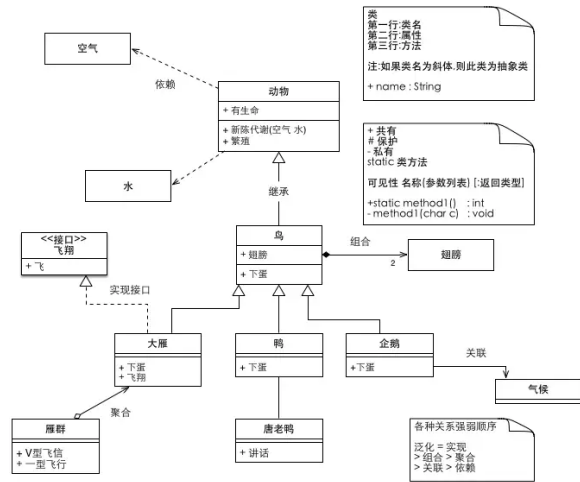 空气
依赖
动物
+ 有生命
+ 新陈代谢(空气 水)
+ 繁殖
水
继承
类
第一行:类名
第二行:属性
第三行:方法
注:如果类名为斜体.则此类为抽象类
+ name : String
+ 共有
# 保护
- 私有
static 类方法
可见性 名称(参数列表) [:返回类型]
+static method1() : int
- method1(char c) : void
<<接口>>
飞翔
+ 飞
实现接口
鸟
+ 翅膀
+ 下蛋
组合
2
翅膀
大雁
+ 下蛋
+ 飞翔
鸭
+下蛋
企鹅
+下蛋
关联
气候
聚合
雁群
+ V型飞信
+ 一型飞行
唐老鸭
+ 讲话
各种关系强弱顺序
泛化 = 实现
> 组合 > 聚合
> 关联 > 依赖